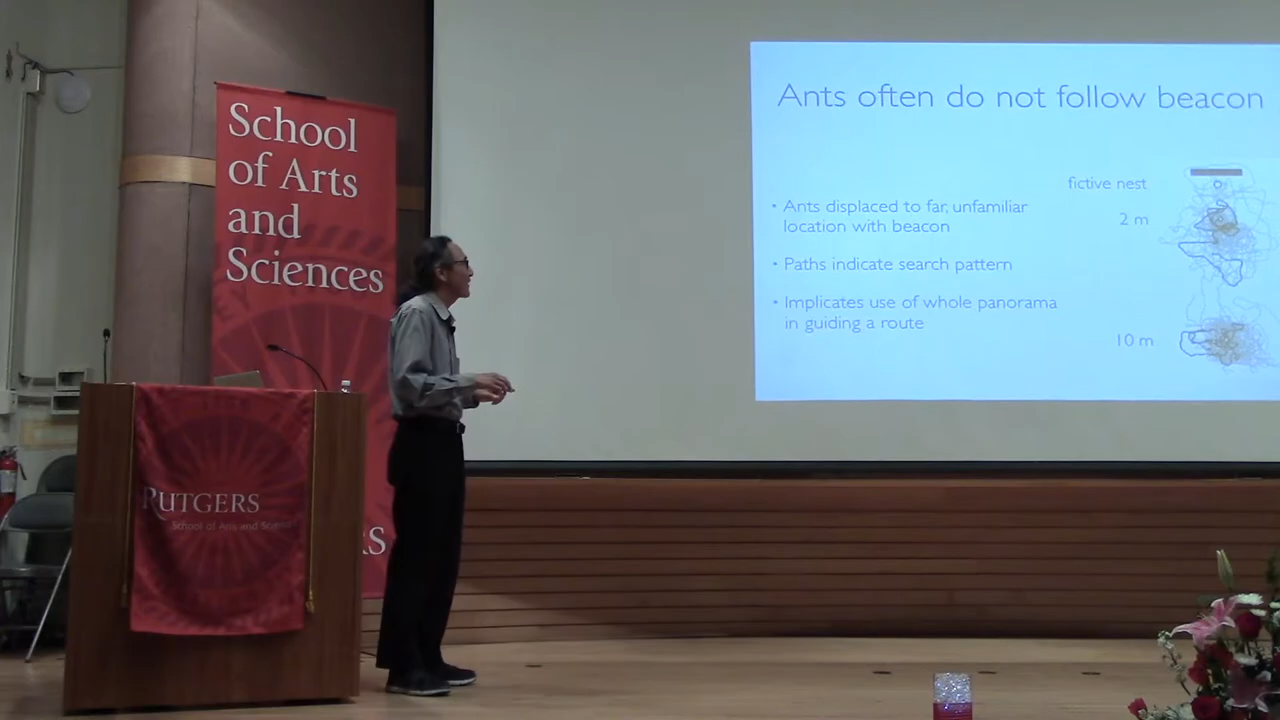 School
of Arts
and
Sciences
RUTGERS
School of Arts and
Ants often do not follow beacon
• Ants displaced to far, unfamiliar
location with beacon
• Paths indicate search pattern
• Implicates use of whole panorama
in guiding a route
fictive nest
2 m
10 m